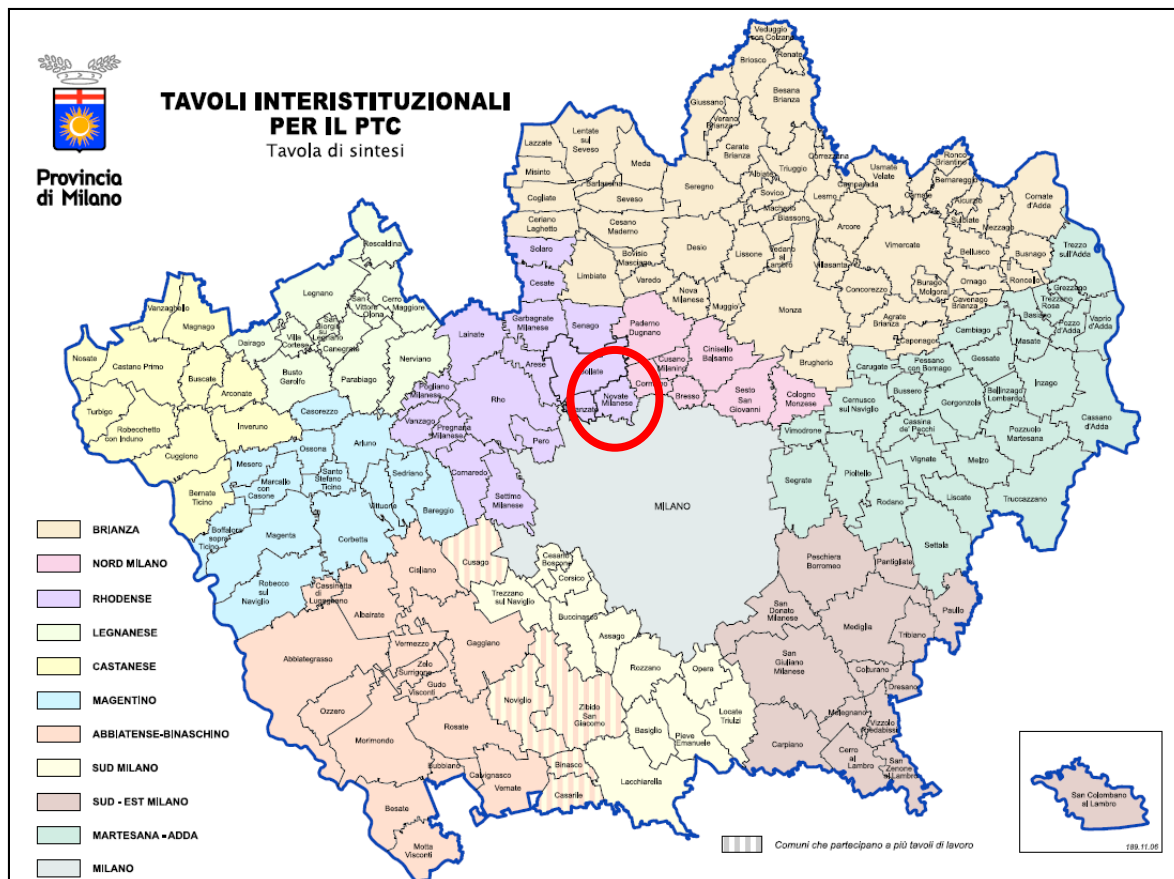 TAVOLI INTERISTITUZIONALI
PER IL PTC
Tavola di sintesi
Provincia
di Milano
Veduggio
con Colzano
Renate
Briosco
Besana
Brianza
Giussano
Verano
Brianza
Carate
Brianza
Triuggio
Correzzana
Lentate
sul
Seveso
Lazzate
Misinto
Meda
Barlassina
Seregno
Albiate
Sovico
Macherio
Biassono
Lesmo
Camparada
Usmate
Velate
Ronco
Briantino
Bernareggio
Carnate
Aicurzio
Sulbiate
Mezzago
Cornate
d'Adda
Cogliate
Seveso
Ceriano
Laghetto
Cesano
Maderno
Desio
Lissone
Vedano
al
Lambro
Arcore
Vimercata
Bellusco
Busnago
Trezzo
sull'Adda
Solaro
Bovisio
Masciago
Limbiate
Varedo
Villasanta
Concorezzo
Burago
Molgora
Ornago
Roncello
Cavenago
Brianza
Grezzago
Trezzano
Rosa
Cesate
Nova
Milanese
Muggio
Monza
Agrate
Brianza
Caponago
Basiano
Pozzo
d'Adda
Vaprio
d'Adda
Rescaldina
Legnano
San
Vittore
Olona
Cerro
Maggiore
San
Giorgio
su
Legnano
Villa
Cortese
Canegrate
Dairago
Busto
Garolfo
Parabiago
Nerviano
Vanzaghello
Magnago
Nosate
Castano Primo
Buscate
Arconate
Turbigo
Robecchetto
con Induno
Inveruno
Cuggiono
Bernate
Ticino
Lainate
Garbagnate
Milanese
Senago
Paderno
Dugnano
Cinisello
Balsamo
Cusano
Milanino
Brugherio
Cambiago
Masate
Gessate
Pessano
con Bornago
Carugate
Arese
Bollate
Novate
Milanese
Bresso
Sesto
San
Giovanni
Cologno
Monzese
Cernusco
sul Naviglio
Bussero
Gorgonzola
Bellinzago
Lombardo
Inzago
Rho
Pogliano
Milanese
Vanzago
Pregnana
Milanese
Pero
Cornaredo
Settimo
Milanese
Casorezzo
Ossona
Arluno
Mesero
Marcallo
con
Casone
Santo
Stefano
Ticino
Sedriano
Vittuone
Bareggio
Boffalora
sopra
Ticino
Magenta
Corbetta
Robecco
sul
Naviglio
Vimodrone
Cassina
de' Pecchi
Pozzuolo
Martesana
Cassano
d'Adda
Segrate
Pioltello
Vignate
Melzo
Rodano
Liscate
Truccazzano
Settala
MILANO
Cusago
Cesano
Boscone
Corsico
Cisliano
Cassinetta
di
Lugagnano
Albairate
Trezzano
sul Naviglio
Buccinasco
Assago
Abbiategrasso
Vermezzo
Gaggiano
Zelo
Surrigone
Gudo
Visconti
Rozzano
Opera
Ozzero
Noviglio
Zibido
San
Giacomo
Rosate
Morimondo
Basiglio
Pieve
Emanuele
Locate
Triulzi
Bubbiano
Calvignasco
Vernate
Binasco
Casarile
Lacchiarella
Besate
Motta
Visconti
Peschiera
Borromeo
Pantigliate
San
Donato
Milanese
Mediglia
Paullo
Tribiano
San
Giuliano
Milanese
Colturano
Dresano
Melegnano
Vizzolo
Predabissi
Carpiano
Cerro
al
Lambro
San
Zenone
al Lambro
BRIANZA
NORD MILANO
RHODENSE
LEGNANESE
CASTANESE
MAGENTINO
ABBIATENSE-BINASCHINO
SUD MILANO
SUD - EST MILANO
MARTESANA - ADDA
MILANO
Comuni che partecipano a più tavoli di lavoro
San Colombano
al Lambro
189.11.06